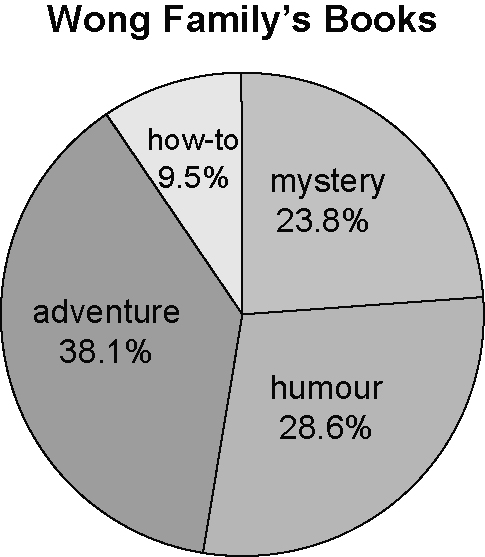 Wong Family's Books
how-to
9.5%
mystery
23.8%
adventure
38.1%
humour
28.6%